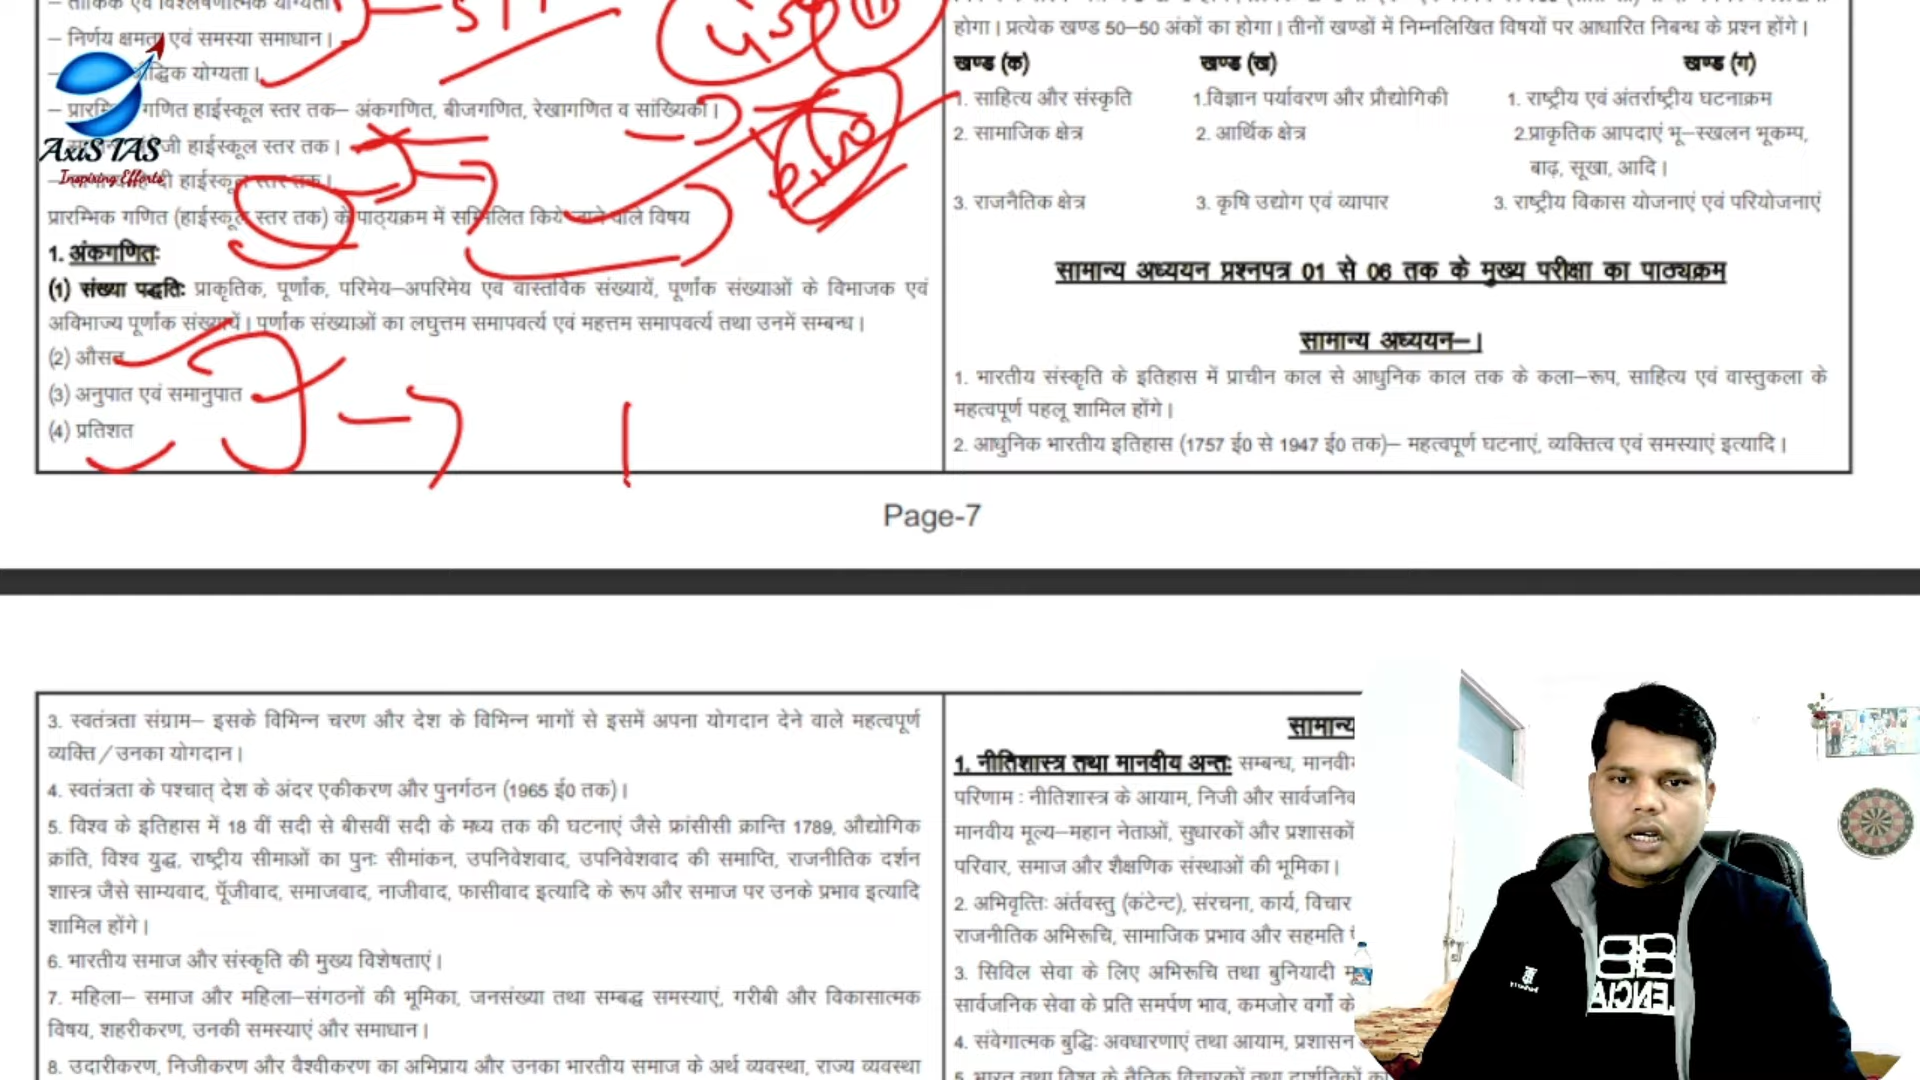 – निर्णय क्षमता एवं समस्या समाधान।
योग्यता।
गणित हाईस्कूल स्तर तक– अंकगणित, बीजगणित, रेखागणित व सांख्यिकी।
AxiS IAS
हाईस्कूल स्तर तक।
Inspiring Efforts
हाईस्कूल स्तर तक।
प्रारम्भिक गणित (हाईस्कूल स्तर तक) के पाठ्यक्रम में सम्मिलित किये जाने वाले विषय
1. अंकगणितः
(1) संख्या पद्धतिः प्राकृतिक, पूर्णांक, परिमेय–अपरिमेय एवं वास्तविक संख्यायें, पूर्णांक संख्याओं के विभाजक एवं
अविभाज्य पूर्णांक संख्यायें। पूर्णांक संख्याओं का लघुत्तम समापवर्त्य एवं महत्तम समापवर्त्य तथा उनमें सम्बन्ध।
(2) औसत
(3) अनुपात एवं समानुपात
(4) प्रतिशत
होगा। प्रत्येक खण्ड 50–50 अंकों का होगा। तीनों खण्डों में निम्नलिखित विषयों पर आधारित निबन्ध के प्रश्न होंगे।
खण्ड (क) खण्ड (ख) खण्ड (ग)
1. साहित्य और संस्कृति 1.विज्ञान पर्यावरण और प्रौद्योगिकी 1. राष्ट्रीय एवं अंतर्राष्ट्रीय घटनाक्रम
2. सामाजिक क्षेत्र 2. आर्थिक क्षेत्र 2.प्राकृतिक आपदाएं भू–स्खलन भूकम्प,
बाढ़, सूखा, आदि।
3. राजनैतिक क्षेत्र 3. कृषि उद्योग एवं व्यापार 3. राष्ट्रीय विकास योजनाएं एवं परियोजनाएं
सामान्य अध्ययन प्रश्नपत्र 01 से 06 तक के मुख्य परीक्षा का पाठ्यक्रम
सामान्य अध्ययन–।
1. भारतीय संस्कृति के इतिहास में प्राचीन काल से आधुनिक काल तक के कला–रूप, साहित्य एवं वास्तुकला के
महत्वपूर्ण पहलू शामिल होंगे।
2. आधुनिक भारतीय इतिहास (1757 ई0 से 1947 ई0 तक)– महत्वपूर्ण घटनाएं, व्यक्तित्व एवं समस्याएं इत्यादि।
Page-7
3. स्वतंत्रता संग्राम– इसके विभिन्न चरण और देश के विभिन्न भागों से इसमें अपना योगदान देने वाले महत्वपूर्ण
व्यक्ति/उनका योगदान।
4. स्वतंत्रता के पश्चात् देश के अंदर एकीकरण और पुनर्गठन (1965 ई0 तक)।
5. विश्व के इतिहास में 18 वीं सदी से बीसवीं सदी के मध्य तक की घटनाएं जैसे फ्रांसीसी क्रान्ति 1789, औद्योगिक
क्रांति, विश्व युद्ध, राष्ट्रीय सीमाओं का पुनः सीमांकन, उपनिवेशवाद, उपनिवेशवाद की समाप्ति, राजनीतिक दर्शन
शास्त्र जैसे साम्यवाद, पूँजीवाद, समाजवाद, नाजीवाद, फासीवाद इत्यादि के रूप और समाज पर उनके प्रभाव इत्यादि
शामिल होंगे।
6. भारतीय समाज और संस्कृति की मुख्य विशेषताएं।
7. महिला– समाज और महिला–संगठनों की भूमिका, जनसंख्या तथा सम्बद्ध समस्याएं, गरीबी और विकासात्मक
विषय, शहरीकरण, उनकी समस्याएं और समाधान।
8. उदारीकरण, निजीकरण और वैश्वीकरण का अभिप्राय और उनका भारतीय समाज के अर्थ व्यवस्था, राज्य व्यवस्था
सामान्य
1. नीतिशास्त्र तथा मानवीय अन्तः सम्बन्ध,
परिणाम : नीतिशास्त्र के आयाम, निजी और
मानवीय मूल्य–महान नेताओं, सुधारकों और प्रशासकों
परिवार, समाज और शैक्षणिक संस्थाओं की भूमिका।
2. अभिवृत्तिः अंर्तवस्तु (कंटेन्ट), संरचना, कार्य, विचार
राजनीतिक अभिरूचि, सामाजिक प्रभाव और सहमति
3. सिविल सेवा के लिए अभिरूचि तथा बुनियादी
सार्वजनिक सेवा के प्रति समर्पण भाव, कमजोर वर्गों के
4. संवेगात्मक बुद्धिः अवधारणाएं तथा आयाम, प्रशासन
5. भारत तथा विश्व के नैतिक विचारकों तथा दार्शनिकों